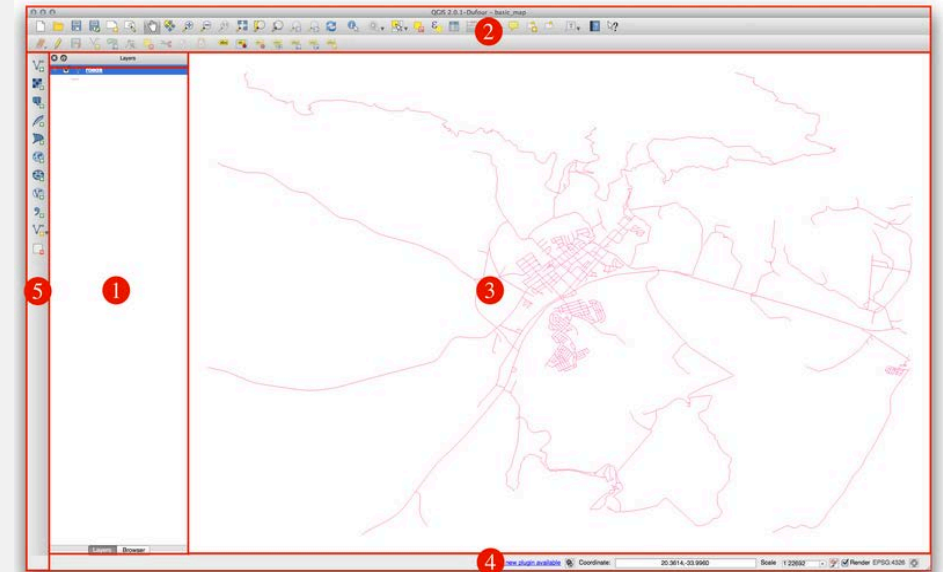 QGIS 2.0.1-Dufour - basic_map
2
Layers
5
1
3
Layers Browser
4
new plugin available
Coordinate:
20.3614,-33.9960
Scale
1:22692
Render
EPSG:4326